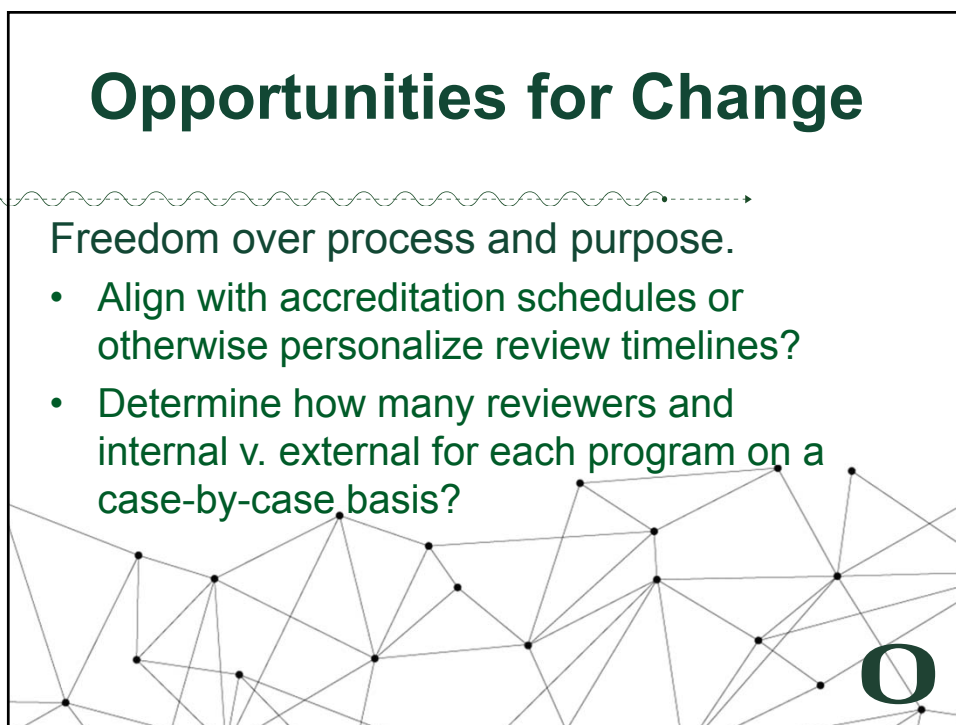 Opportunities for Change
Freedom over process and purpose.
• Align with accreditation schedules or
otherwise personalize review timelines?
• Determine how many reviewers and
internal v. external for each program on a
case-by-case basis?
O